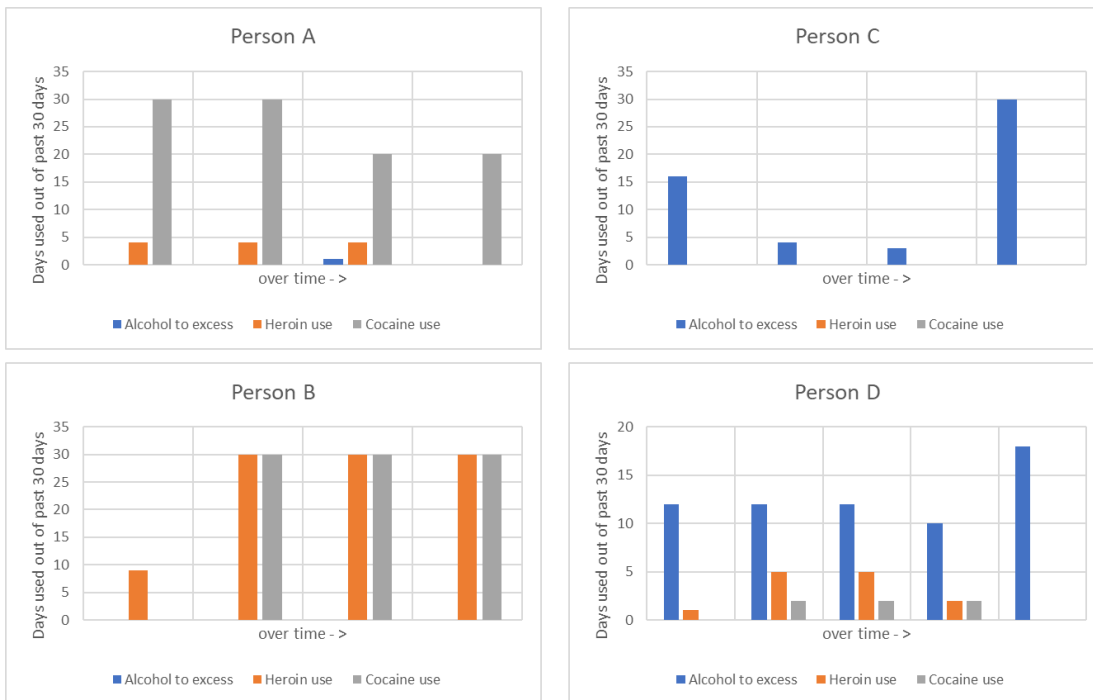 Person A
Days used out of past 30 days
35
30
25
20
15
10
5
0
over time - >
Alcohol to excess Heroin use Cocaine use
Person C
Days used out of past 30 days
35
30
25
20
15
10
5
0
over time - >
Alcohol to excess Heroin use Cocaine use
Person B
Days used out of past 30 days
35
30
25
20
15
10
5
0
over time - >
Alcohol to excess Heroin use Cocaine use
Person D
Days used out of past 30 days
20
15
10
5
0
over time - >
Alcohol to excess Heroin use Cocaine use